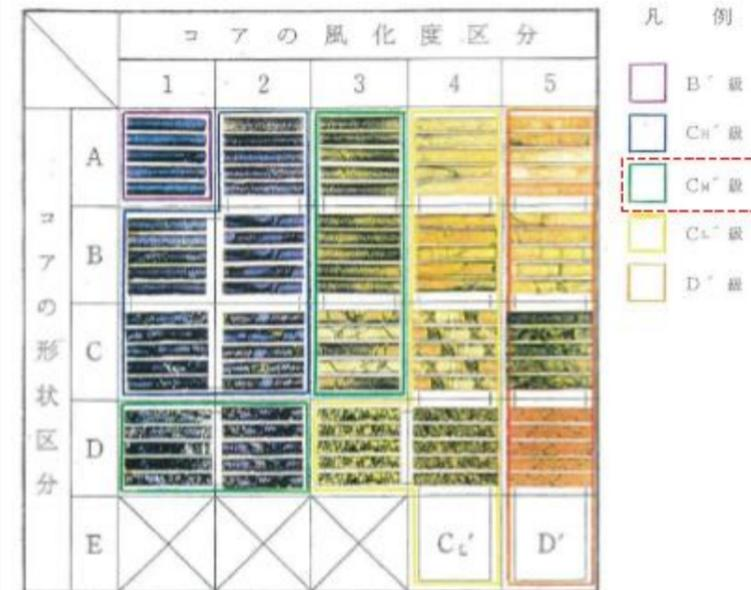 コアの風化度区分
1 2 3 4 5
コアの形状区分
A
B
C
D
E CL′ D′
凡例
B′級
CH′級
CM′級
CL′級
D′級